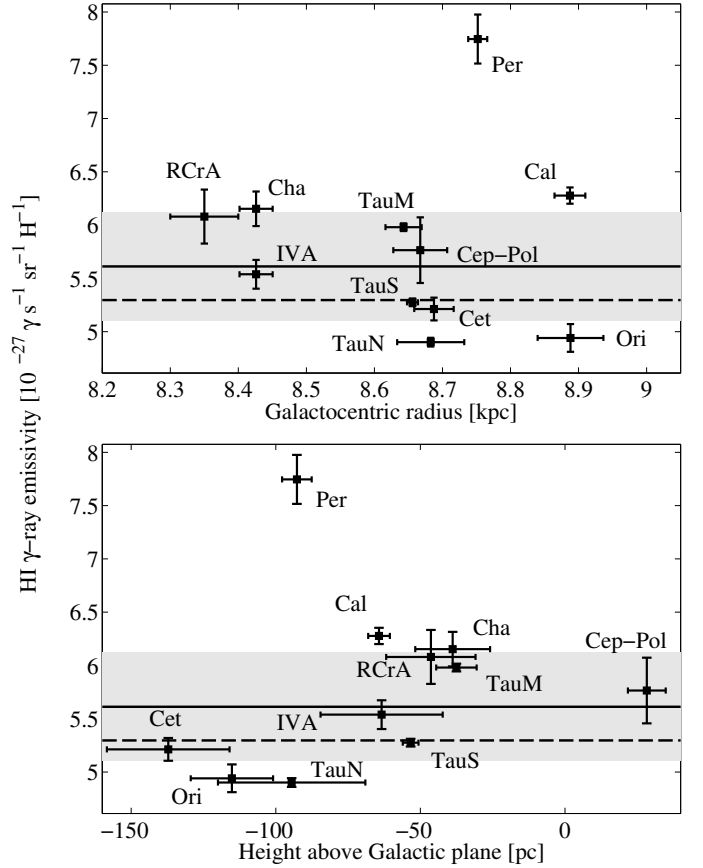 8
7.5
7
6.5
6
5.5
5
Per
RCrA
Cha
Cal
TauM
IVA
Cep−Pol
TauS
Cet
TauN
Ori
8.2 8.3 8.4 8.5 8.6 8.7 8.8 8.9 9
Galactocentric radius [kpc]
HI γ−ray emissivity [10⁻²⁷ γ s⁻¹ sr⁻¹ H⁻¹]
8
7.5
7
6.5
6
5.5
5
Per
Cal
Cha
Cep−Pol
RCrA
TauM
Cet
IVA
TauS
TauN
Ori
−150 −100 −50 0
Height above Galactic plane [pc]